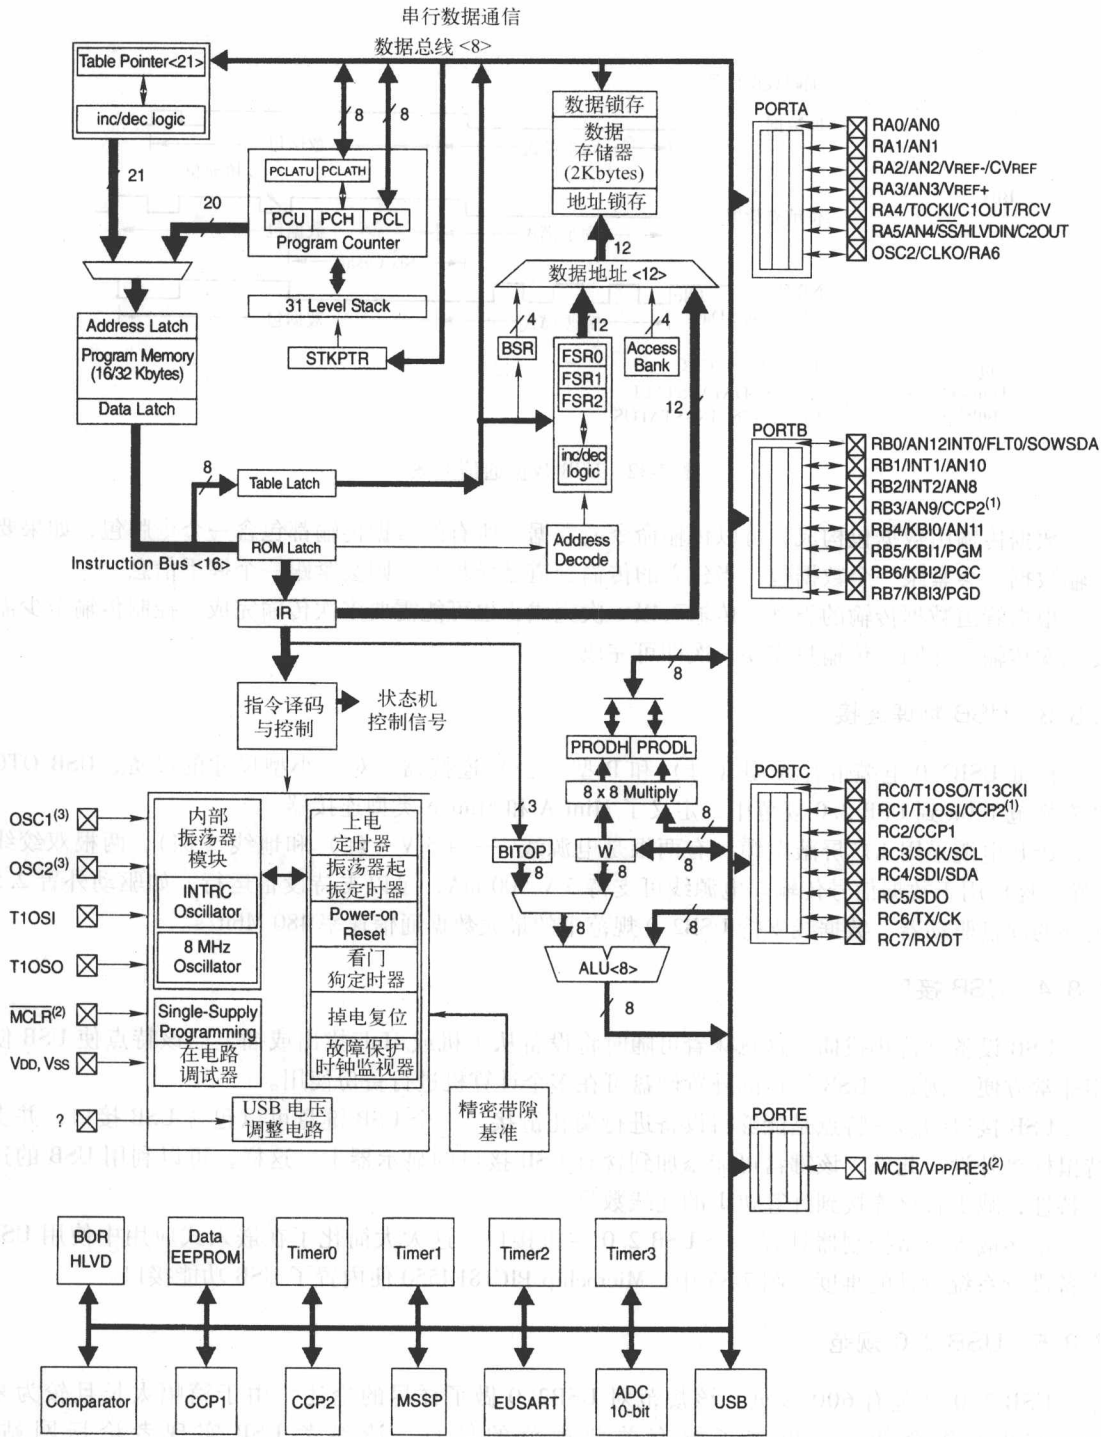 串行数据通信
数据总线 <8>
Table Pointer<21>
inc/dec logic
21
20
8
8
PCLATU PCLATH
PCU PCH PCL
Program Counter
31 Level Stack
STKPTR
Address Latch
Program Memory
(16/32 Kbytes)
Data Latch
8
Table Latch
ROM Latch
Instruction Bus <16>
IR
指令译码
与控制
状态机
控制信号
数据锁存
数据
存储器
(2Kbytes)
地址锁存
12
数据地址 <12>
4
12
4
BSR
FSR0
FSR1
FSR2
inc/dec
logic
Access
Bank
12
Address
Decode
8
PRODH PRODL
8 x 8 Multiply
3
8
BITOP
W
8
8
8
8
8
ALU<8>
8
PORTA
RA0/AN0
RA1/AN1
RA2/AN2/VREF-/CVREF
RA3/AN3/VREF+
RA4/T0CKI/C1OUT/RCV
RA5/AN4/SS/HLVDIN/C2OUT
OSC2/CLKO/RA6
PORTB
RB0/AN12INT0/FLT0/SOWSDA
RB1/INT1/AN10
RB2/INT2/AN8
RB3/AN9/CCP2(1)
RB4/KBI0/AN11
RB5/KBI1/PGM
RB6/KBI2/PGC
RB7/KBI3/PGD
PORTC
RC0/T1OSO/T13CKI
RC1/T1OSI/CCP2(1)
RC2/CCP1
RC3/SCK/SCL
RC4/SDI/SDA
RC5/SDO
RC6/TX/CK
RC7/RX/DT
PORTE
MCLR/VPP/RE3(2)
OSC1(3)
OSC2(3)
T1OSI
T1OSO
MCLR(2)
VDD, VSS
?
内部
振荡器
模块
INTRC
Oscillator
8 MHz
Oscillator
Single-Supply
Programming
在电路
调试器
USB 电压
调整电路
上电
定时器
振荡器起
振定时器
Power-on
Reset
看门
狗定时器
掉电复位
故障保护
时钟监视器
精密带隙
基准
BOR
HLVD
Data
EEPROM
Timer0
Timer1
Timer2
Timer3
Comparator
CCP1
CCP2
MSSP
EUSART
ADC
10-bit
USB